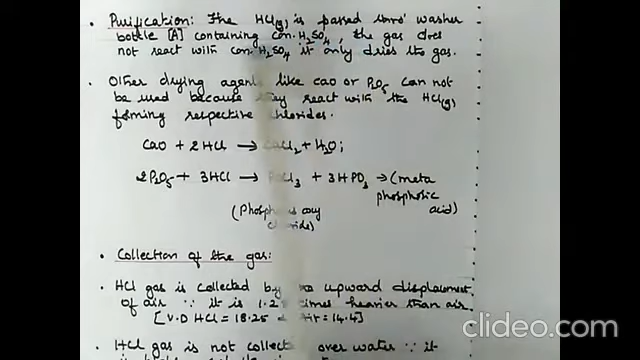 • Purification: The HCl(g) is passed thro' washer
bottle [A] containing con. H2SO4, the gas does
not react with con. H2SO4 it only dries the gas.
• Other drying agents like CaO or P2O5 can not
be used because they react with the HCl(g)
forming respective chlorides.
CaO + 2HCl → CaCl2 + H2O;
2P2O5 + 3HCl → POCl3 + 3HPO3 → (meta
phosphoric
acid)
(Phosphorus oxy
chloride)
• Collection of the gas:
• HCl gas is collected by upward displacement
of air ∵ it is 1.2 times heavier than air
[V.D HCl = 18.25 air = 14.4]
• HCl gas is not collected over water ∵ it
clideo.com